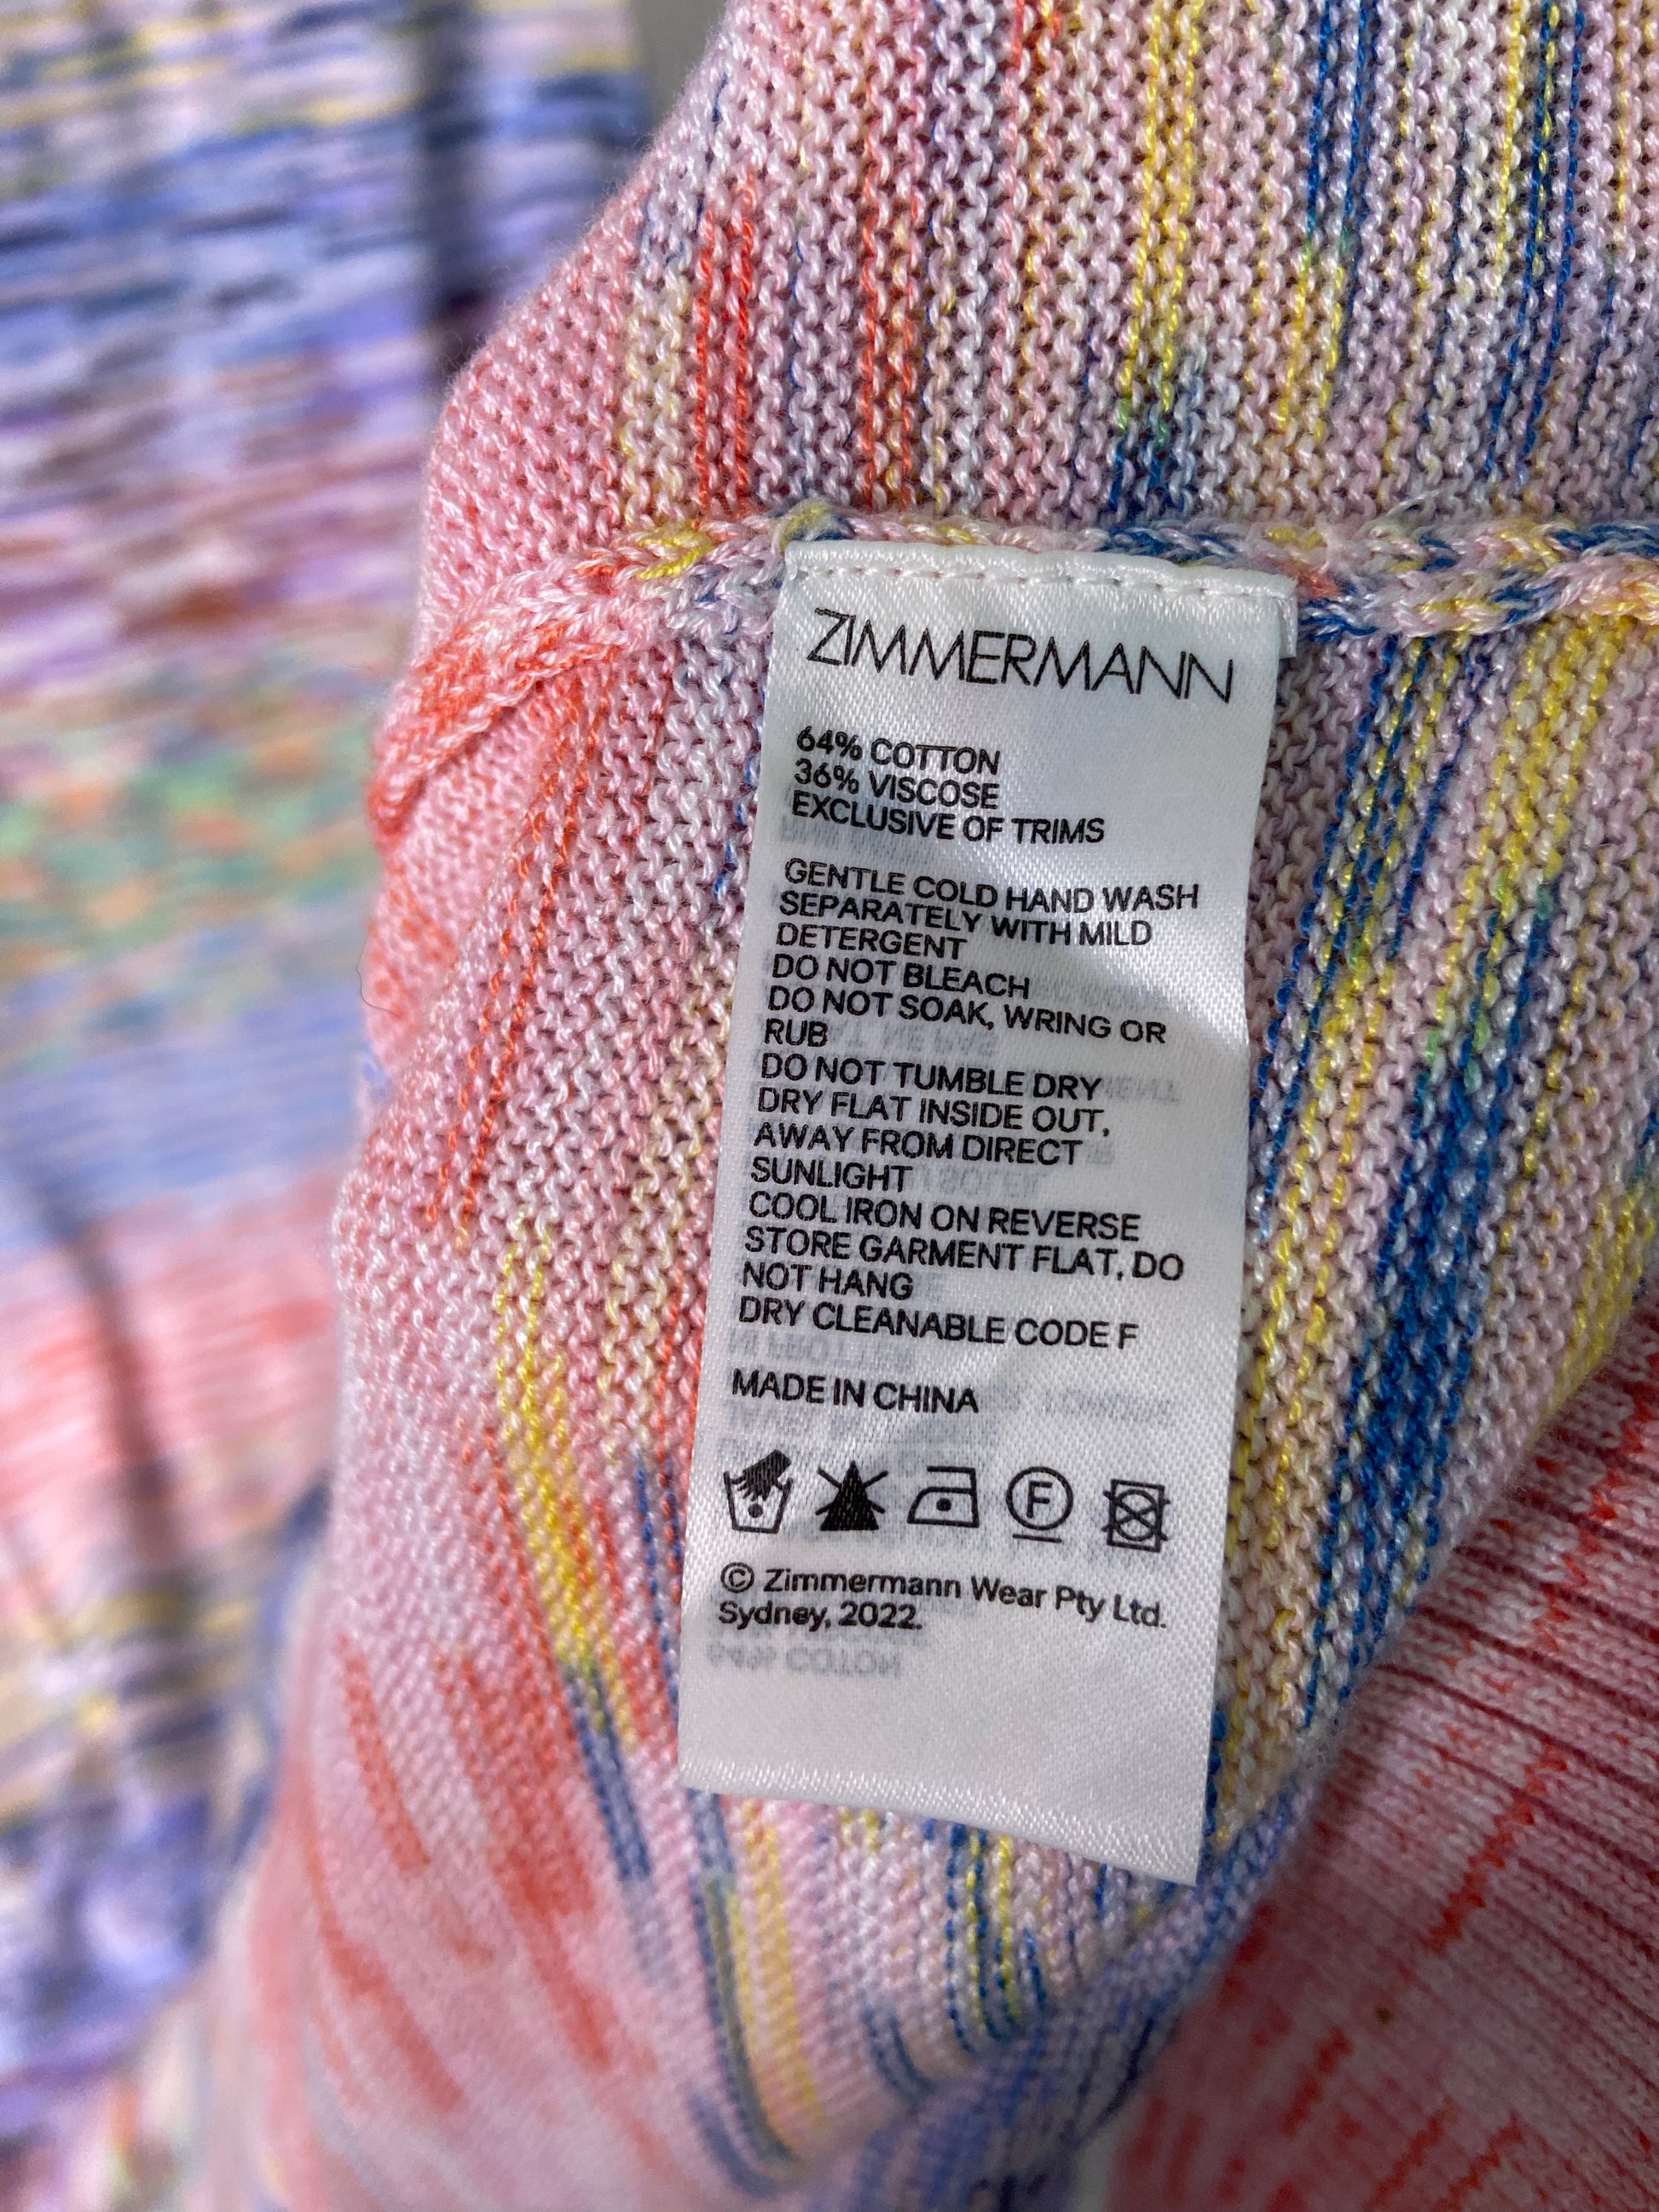 ZIMMERMANN
64% COTTON
36% VISCOSE
EXCLUSIVE OF TRIMS
GENTLE COLD HAND WASH
SEPARATELY WITH MILD
DETERGENT
DO NOT BLEACH
DO NOT SOAK, WRING OR
RUB
DO NOT TUMBLE DRY
DRY FLAT INSIDE OUT,
AWAY FROM DIRECT
SUNLIGHT
COOL IRON ON REVERSE
STORE GARMENT FLAT, DO
NOT HANG
DRY CLEANABLE CODE F
MADE IN CHINA
F
© Zimmermann Wear Pty Ltd.
Sydney, 2022.
64% COTON